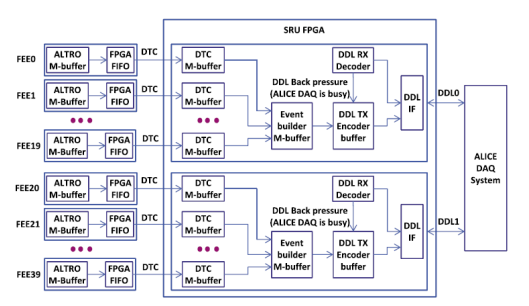 SRU FPGA
FEE0
ALTRO
M-buffer
FPGA
FIFO
DTC
DTC
M-buffer
DDL RX
Decoder
FEE1
ALTRO
M-Buffer
FPGA
FIFO
DTC
DTC
M-buffer
DDL Back pressure
(ALICE DAQ is busy)
DDL
IF
DDL0
Event
builder
M-buffer
DDL TX
Encoder
buffer
FEE19
ALTRO
M-Buffer
FPGA
FIFO
DTC
DTC
M-buffer
ALICE
DAQ
System
FEE20
ALTRO
M-Buffer
FPGA
FIFO
DTC
DTC
M-buffer
DDL RX
Decoder
FEE21
ALTRO
M-Buffer
FPGA
FIFO
DTC
DTC
M-buffer
DDL Back pressure
(ALICE DAQ is busy)
DDL
IF
DDL1
Event
builder
M-buffer
DDL TX
Encoder
buffer
FEE39
ALTRO
M-Buffer
FPGA
FIFO
DTC
DTC
M-buffer